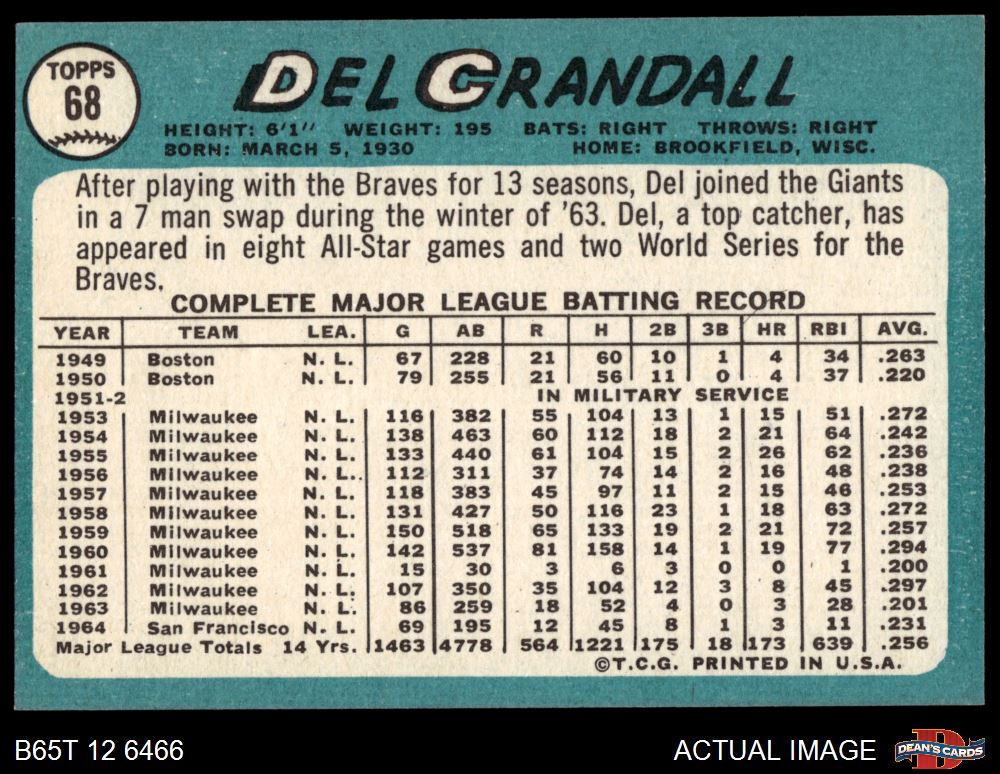 TOPPS
68
DEL CRANDALL
HEIGHT: 6'1" WEIGHT: 195 BATS: RIGHT THROWS: RIGHT
BORN: MARCH 5, 1930 HOME: BROOKFIELD, WISC.
After playing with the Braves for 13 seasons, Del joined the Giants
in a 7 man swap during the winter of '63. Del, a top catcher, has
appeared in eight All-Star games and two World Series for the
Braves.
COMPLETE MAJOR LEAGUE BATTING RECORD
YEAR TEAM LEA. G AB R H 2B 3B HR RBI AVG.
1949 Boston N. L. 67 228 21 60 10 1 4 34 .263
1950 Boston N. L. 79 255 21 56 11 0 4 37 .220
1951-2 IN MILITARY SERVICE
1953 Milwaukee N. L. 116 382 55 104 13 1 15 51 .272
1954 Milwaukee N. L. 138 463 60 112 18 2 21 64 .242
1955 Milwaukee N. L. 133 440 61 104 15 2 26 62 .236
1956 Milwaukee N. L. 112 311 37 74 14 2 16 48 .238
1957 Milwaukee N. L. 118 383 45 97 11 2 15 46 .253
1958 Milwaukee N. L. 131 427 50 116 23 1 18 63 .272
1959 Milwaukee N. L. 150 518 65 133 19 2 21 72 .257
1960 Milwaukee N. L. 142 537 81 158 14 1 19 77 .294
1961 Milwaukee N. L. 15 30 3 6 3 0 0 1 .200
1962 Milwaukee N. L. 107 350 35 104 12 3 8 45 .297
1963 Milwaukee N. L. 86 259 18 52 4 0 3 28 .201
1964 San Francisco N. L. 69 195 12 45 8 1 3 11 .231
Major League Totals 14 Yrs. 1463 4778 564 1221 175 18 173 639 .256
©T.C.G. PRINTED IN U.S.A.
B65T 12 6466 ACTUAL IMAGE DEAN'S CARDS